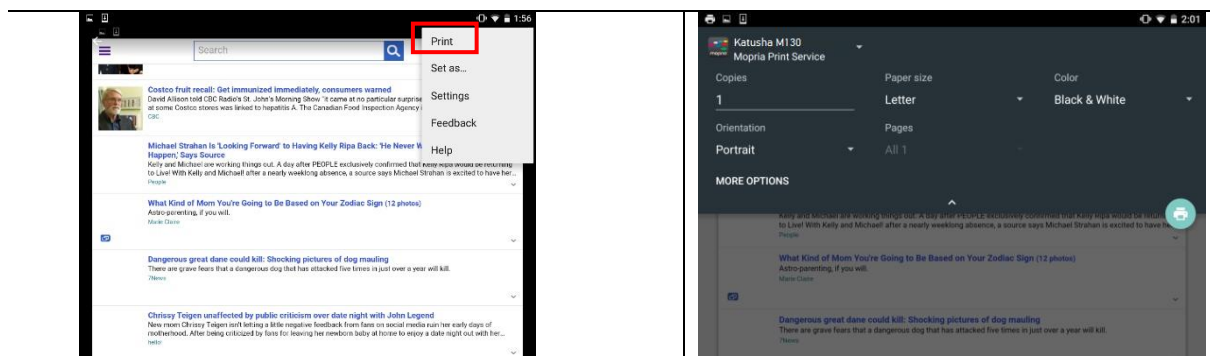 1:56
Search
Print
Set as...
Settings
Feedback
Help
Costco fruit recall: Get immunized immediately, consumers warned
David Allison told CBC Radio's St. John's Morning Show "it came at no particular surprise
at some Costco stores was linked to hepatitis A. The Canadian Food Inspection Agency
CBC
Michael Strahan Is 'Looking Forward' to Having Kelly Ripa Back: 'He Never W
Happen,' Says Source
Kelly and Michael are working things out. A day after PEOPLE exclusively confirmed that Kelly Ripa would be returning
to Live! With Kelly and Michael after a nearly weeklong absence, a source says Michael Strahan is excited to have her...
People
What Kind of Mom You're Going to Be Based on Your Zodiac Sign (12 photos)
Astro-parenting, if you will.
Marie Claire
Dangerous great dane could kill: Shocking pictures of dog mauling
There are grave fears that a dangerous dog that has attacked five times in just over a year will kill.
7News
Chrissy Teigen unaffected by public criticism over date night with John Legend
New mom Chrissy Teigen isn't letting a little negative feedback from fans on social media ruin her early days of
motherhood. After being criticized by fans for leaving her newborn baby at home to enjoy a date night out with her...
hello
2:01
Katusha M130
Mopria Print Service
Copies
Paper size
Color
1
Letter
Black & White
Orientation
Pages
Portrait
All 1
MORE OPTIONS
Kelly and Michael are working things out. A day after PEOPLE exclusively confirmed that Kelly Ripa would be return
to Live! With Kelly and Michael after a nearly weeklong absence, a source says Michael Strahan is excited to have he
People
What Kind of Mom You're Going to Be Based on Your Zodiac Sign (12 photos)
Astro-parenting, if you will.
Marie Claire
Dangerous great dane could kill: Shocking pictures of dog mauling
There are grave fears that a dangerous dog that has attacked five times in just over a year will kill.
7News